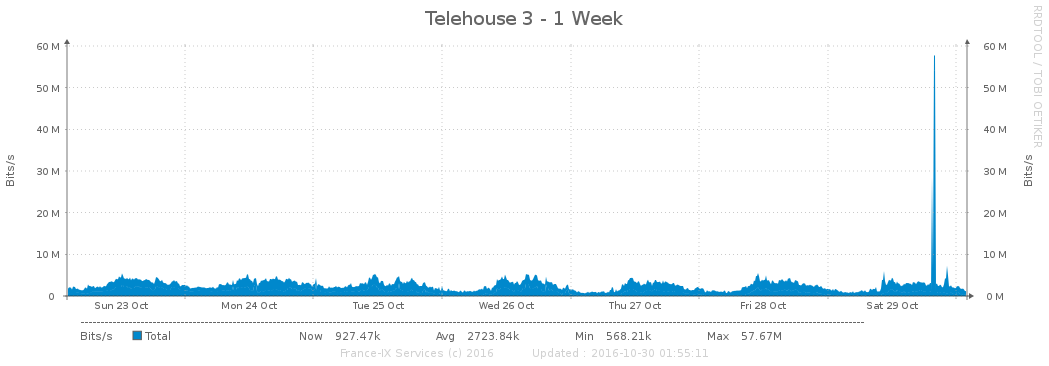 Telehouse 3 - 1 Week
RRDTOOL / TOBI OETIKER
Bits/s
60 M
50 M
40 M
30 M
20 M
10 M
0
60 M
50 M
40 M
30 M
20 M
10 M
0 M
Bits/s
Sun 23 Oct Mon 24 Oct Tue 25 Oct Wed 26 Oct Thu 27 Oct Fri 28 Oct Sat 29 Oct
Bits/s Total Now 927.47k Avg 2723.84k Min 568.21k Max 57.67M
France-IX Services (c) 2016 Updated : 2016-10-30 01:55:11